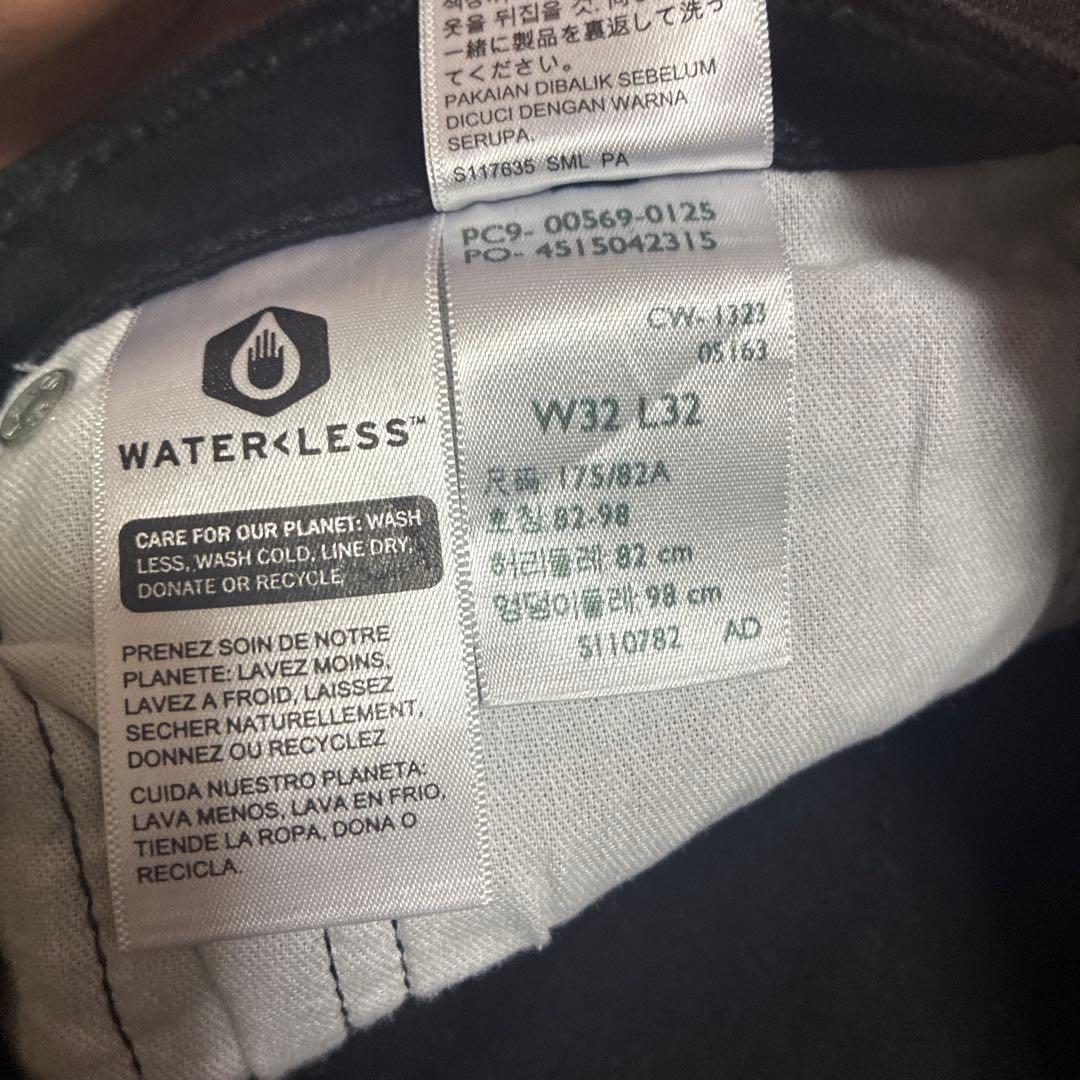 옷을 뒤집을 것.
一緒に製品を裏返して洗っ
てください。
PAKAIAN DIBALIK SEBELUM
DICUCI DENGAN WARNA
SERUPA.
S117635 SML PA
PC9- 00569-0125
PO- 4515042315
CW- 1323
05163
W32 L32
尺码: 175/82A
호칭: 82-98
허리둘레: 82 cm
엉덩이둘레: 98 cm
S110782 AD
WATER<LESS™
CARE FOR OUR PLANET: WASH
LESS, WASH COLD, LINE DRY,
DONATE OR RECYCLE
PRENEZ SOIN DE NOTRE
PLANETE: LAVEZ MOINS,
LAVEZ A FROID, LAISSEZ
SECHER NATURELLEMENT,
DONNEZ OU RECYCLEZ
CUIDA NUESTRO PLANETA:
LAVA MENOS, LAVA EN FRIO,
TIENDE LA ROPA, DONA O
RECICLA.